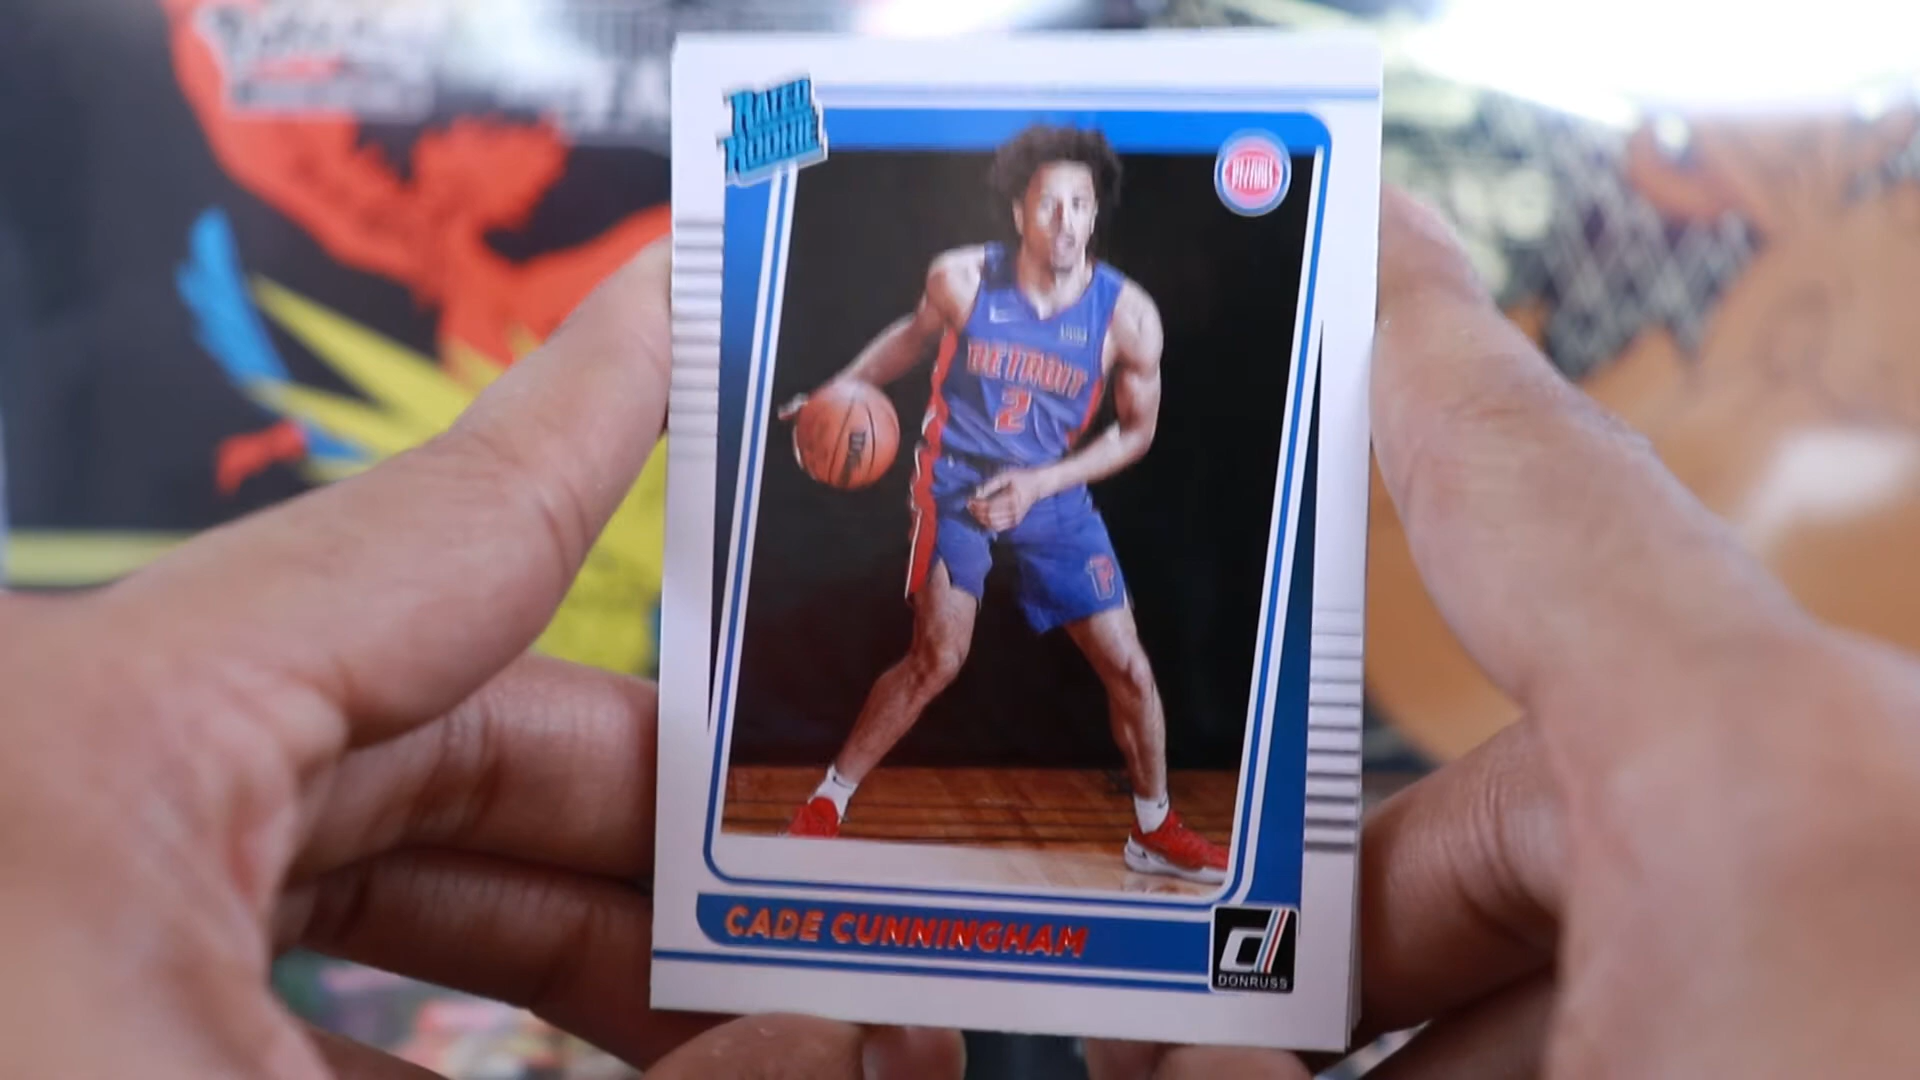 RATED
ROOKIE
PISTONS
DETROIT
2
CADE CUNNINGHAM
d
DONRUSS